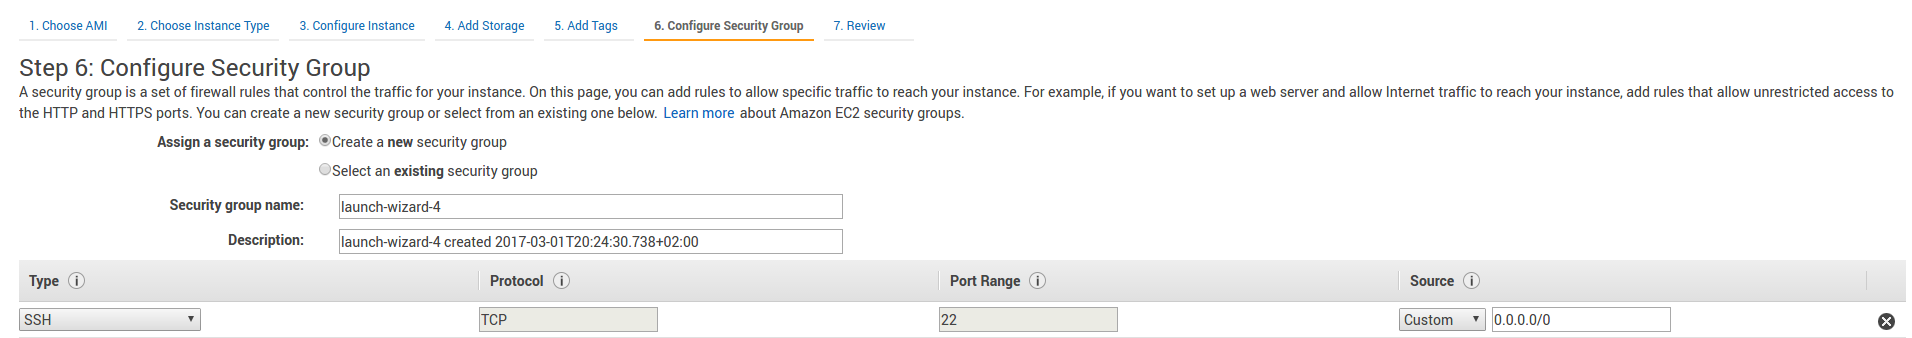 1. Choose AMI 2. Choose Instance Type 3. Configure Instance 4. Add Storage 5. Add Tags 6. Configure Security Group 7. Review
Step 6: Configure Security Group
A security group is a set of firewall rules that control the traffic for your instance. On this page, you can add rules to allow specific traffic to reach your instance. For example, if you want to set up a web server and allow Internet traffic to reach your instance, add rules that allow unrestricted access to
the HTTP and HTTPS ports. You can create a new security group or select from an existing one below. Learn more about Amazon EC2 security groups.
Assign a security group: Create a new security group
Select an existing security group
Security group name: launch-wizard-4
Description: launch-wizard-4 created 2017-03-01T20:24:30.738+02:00
Type i Protocol i Port Range i Source i
SSH TCP 22 Custom 0.0.0.0/0